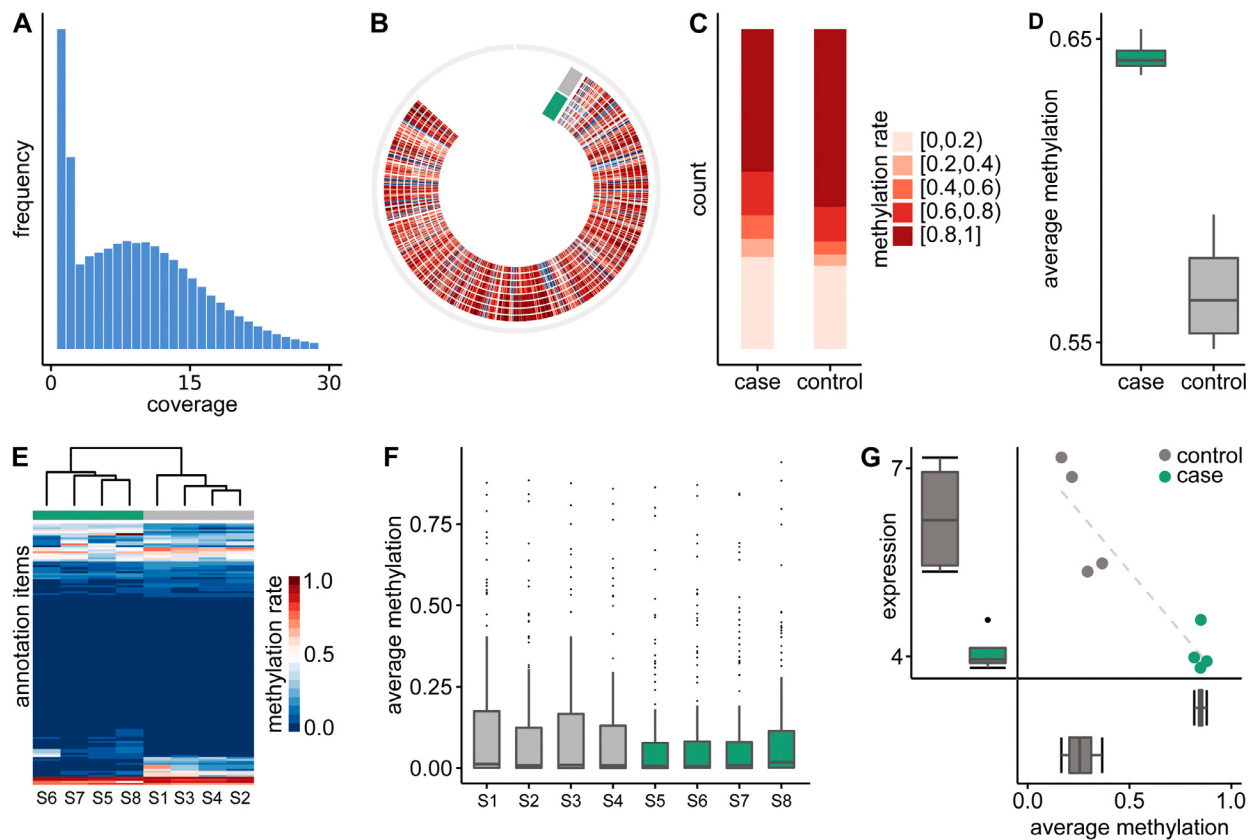 A
frequency
0
15
30
coverage
B
C
count
case
control
methylation rate
[0,0.2)
[0.2,0.4)
[0.4,0.6)
[0.6,0.8)
[0.8,1]
D
average methylation
0.65
0.55
case
control
E
annotation items
methylation rate
1.0
0.5
0.0
S6 S7 S5 S8 S1 S3 S4 S2
F
average methylation
0.75
0.50
0.25
0.00
S1 S2 S3 S4 S5 S6 S7 S8
G
control
case
expression
7
4
0.0 0.5 1.0
average methylation